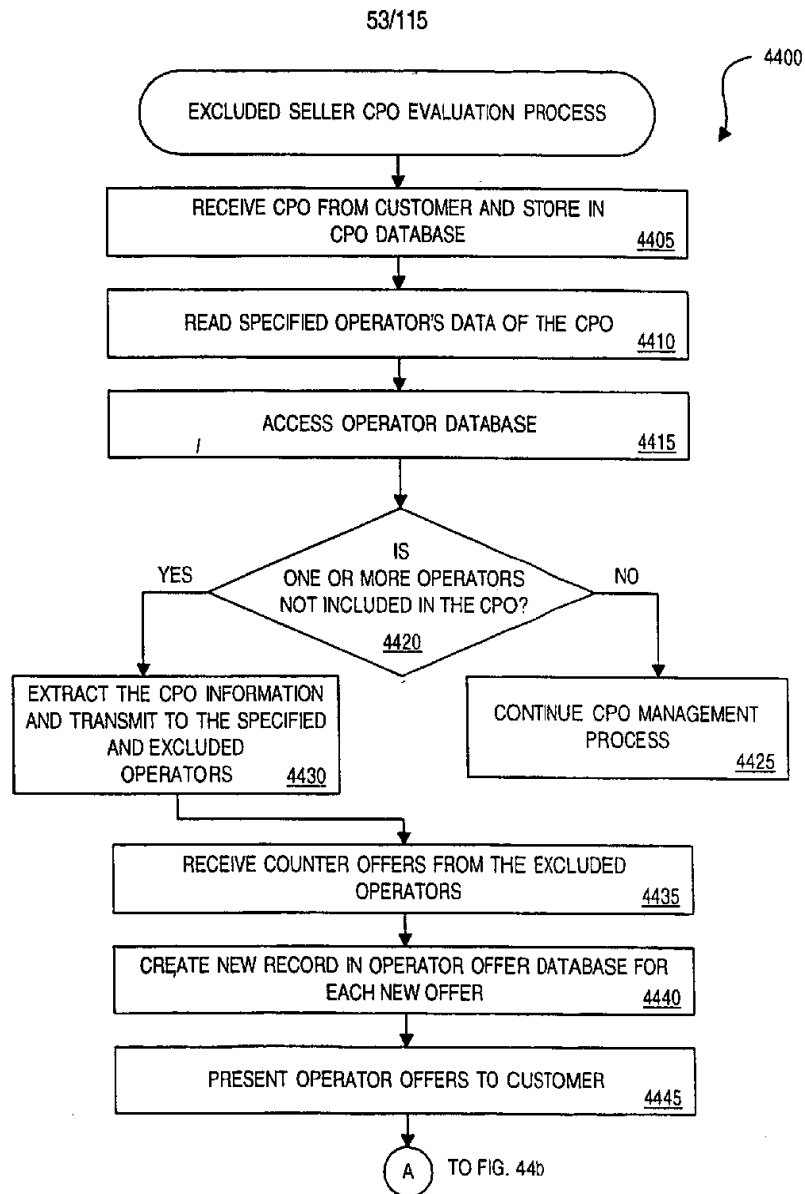 53/115
4400
EXCLUDED SELLER CPO EVALUATION PROCESS
RECEIVE CPO FROM CUSTOMER AND STORE IN
CPO DATABASE
4405
READ SPECIFIED OPERATOR'S DATA OF THE CPO
4410
ACCESS OPERATOR DATABASE
4415
IS
ONE OR MORE OPERATORS
NOT INCLUDED IN THE CPO?
4420
YES
NO
EXTRACT THE CPO INFORMATION
AND TRANSMIT TO THE SPECIFIED
AND EXCLUDED
OPERATORS
4430
CONTINUE CPO MANAGEMENT
PROCESS
4425
RECEIVE COUNTER OFFERS FROM THE EXCLUDED
OPERATORS
4435
CREATE NEW RECORD IN OPERATOR OFFER DATABASE FOR
EACH NEW OFFER
4440
PRESENT OPERATOR OFFERS TO CUSTOMER
4445
A
TO FIG. 44b